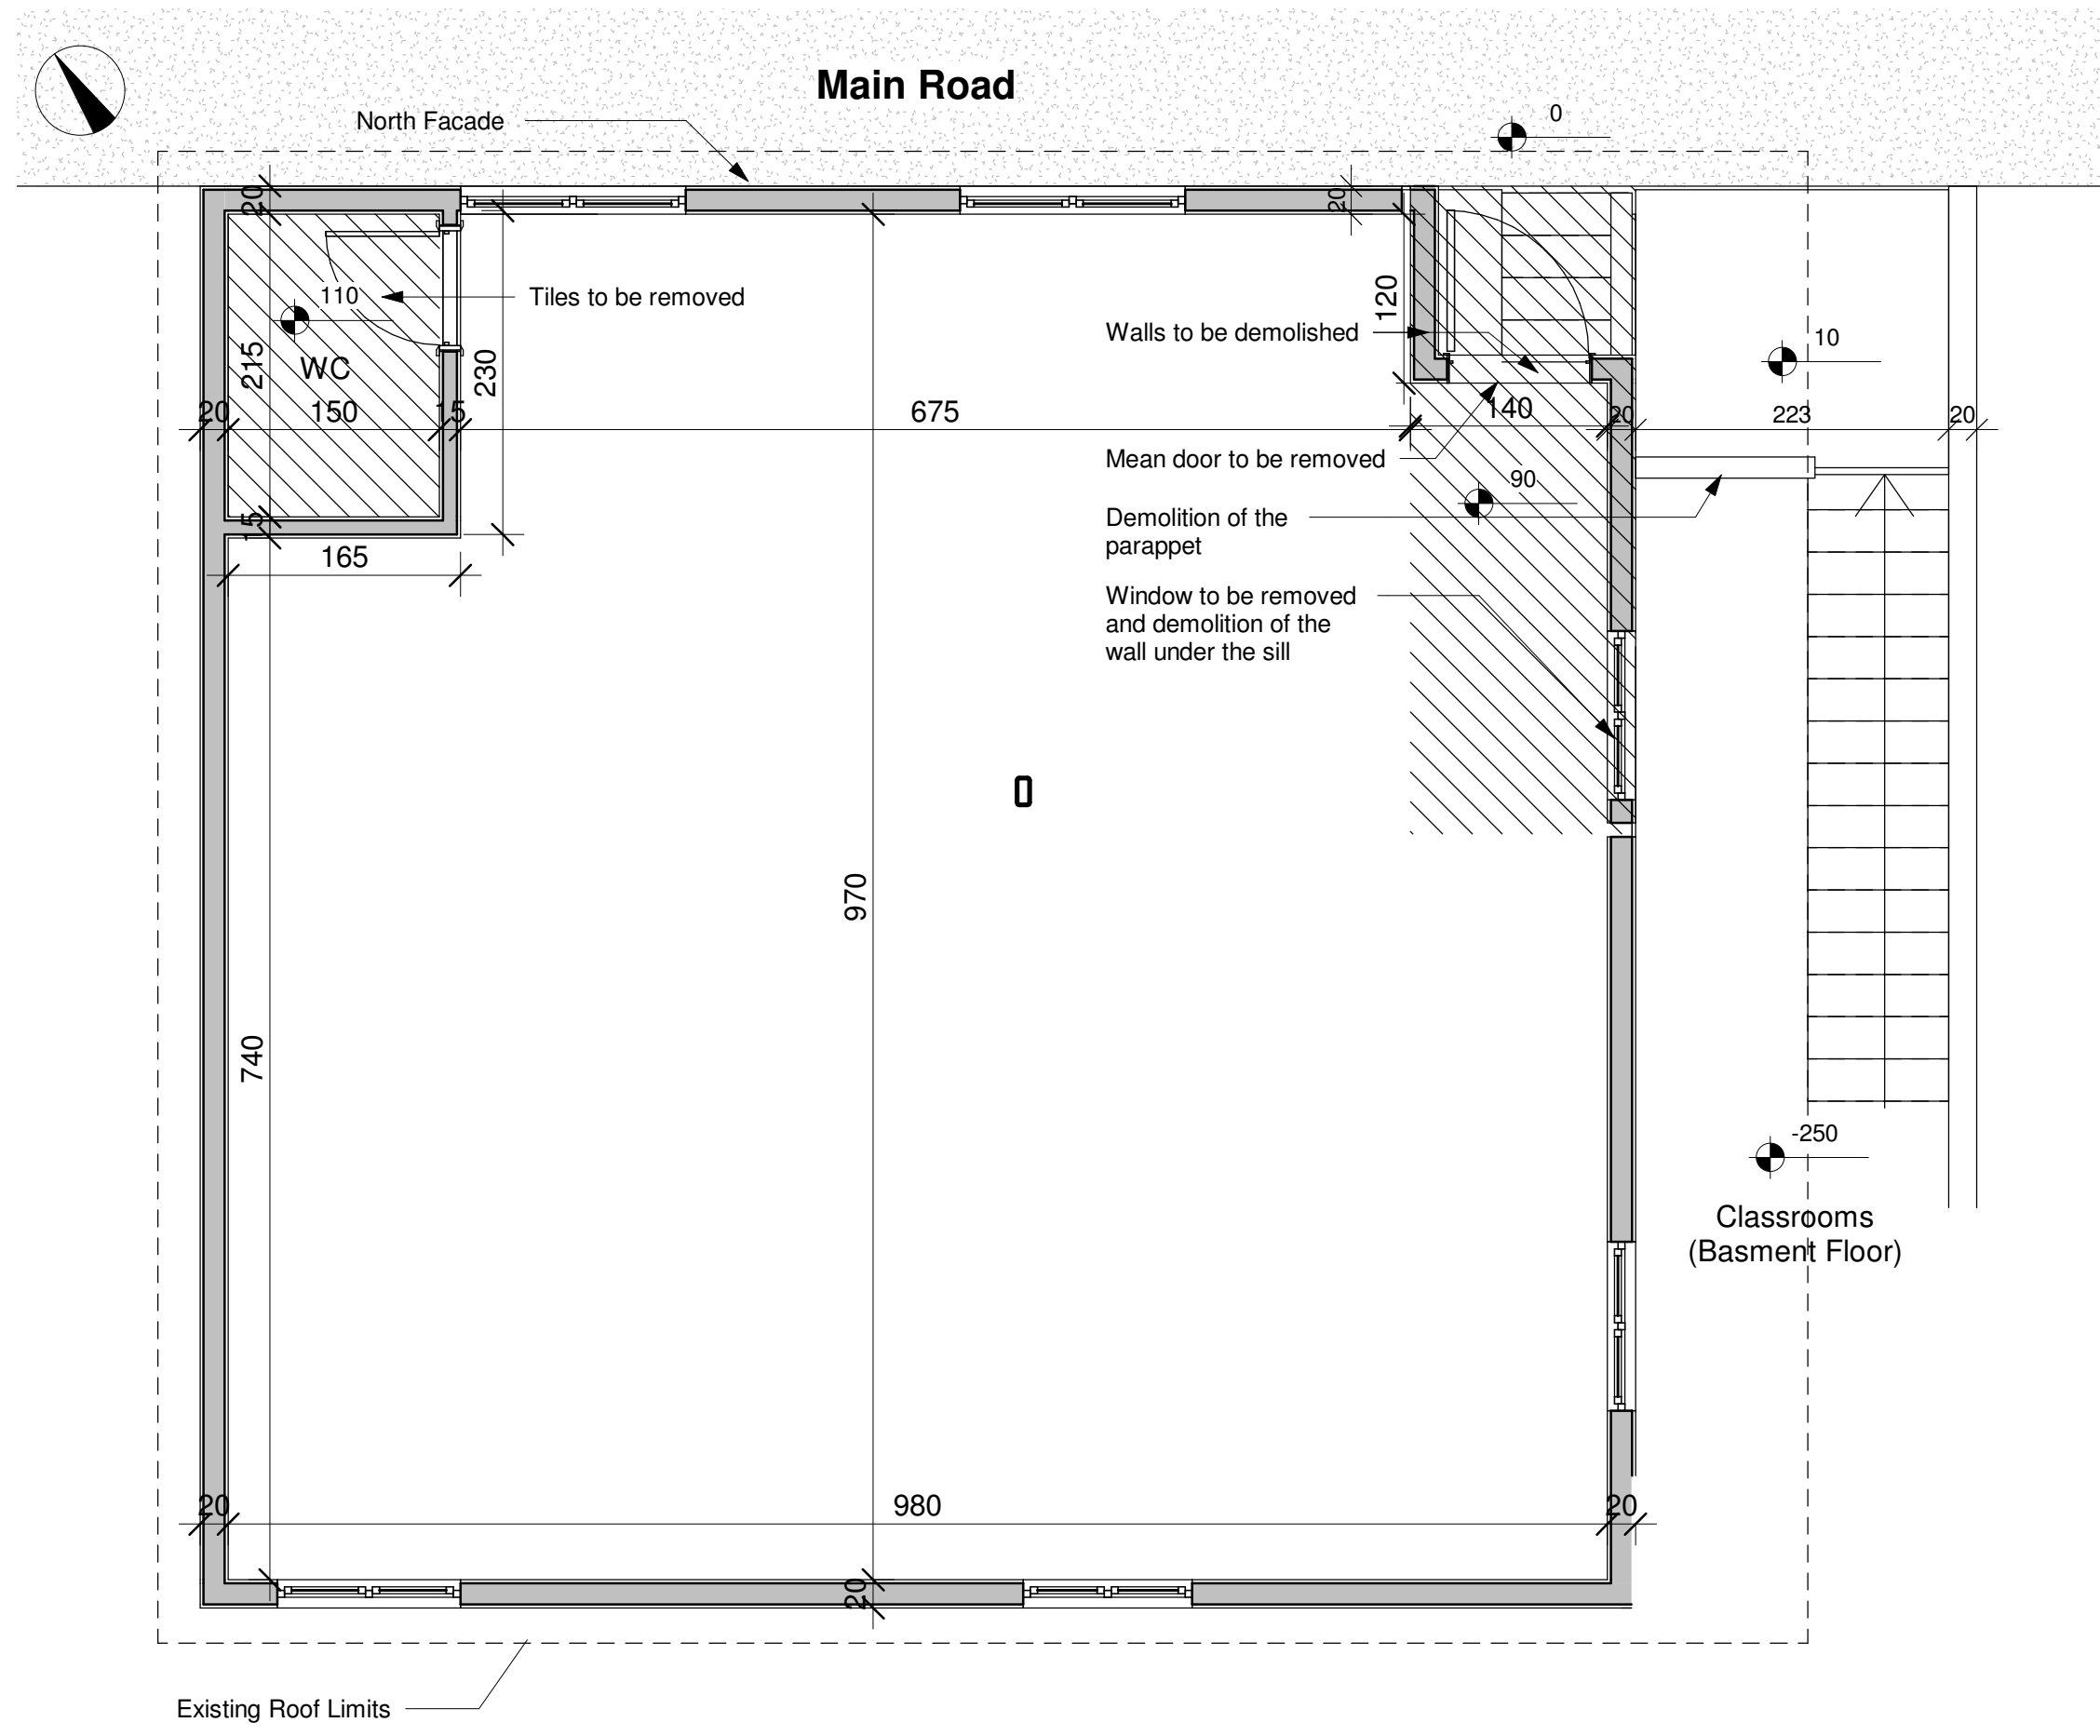 Main Road
North Facade
0
20
20
110
Tiles to be removed
120
Walls to be demolished
10
215
WC
230
20
150
15
675
140
20
223
20
Mean door to be removed
90
15
Demolition of the
parappet
165
Window to be removed
and demolition of the
wall under the sill
970
740
-250
Classrooms
(Basment Floor)
20
980
20
20
Existing Roof Limits